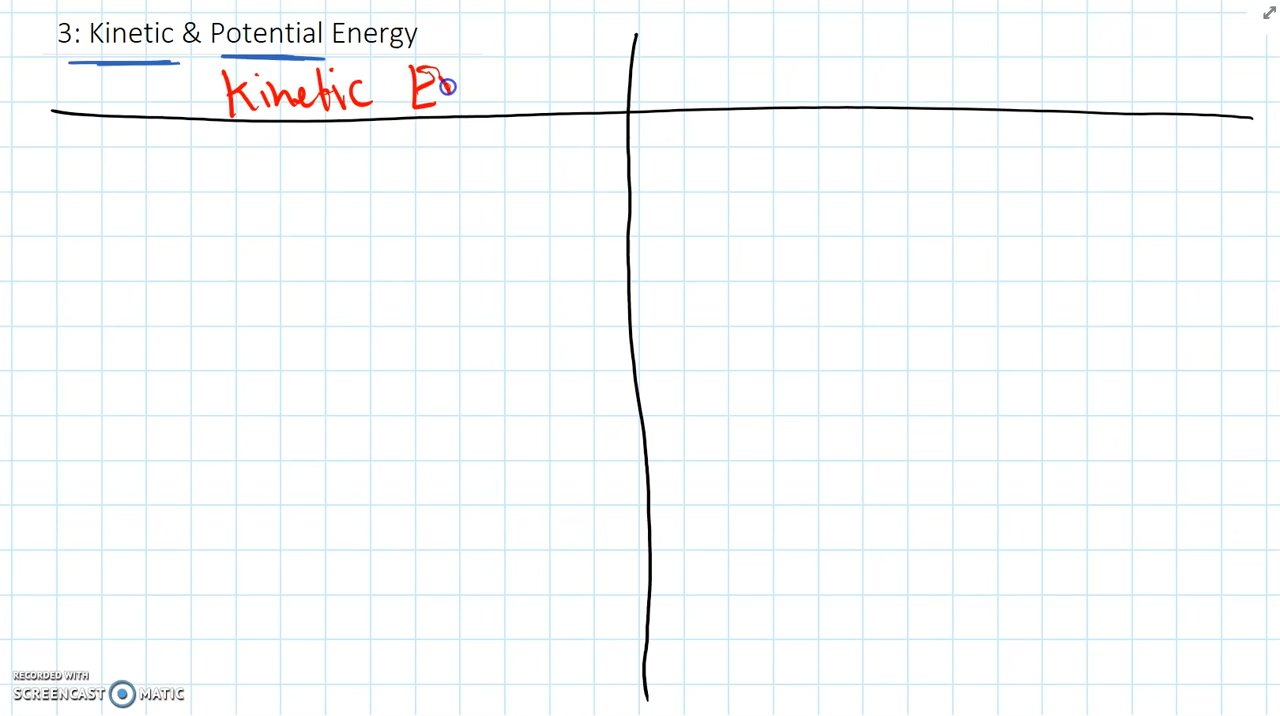 3: Kinetic & Potential Energy
Kinetic E
RECORDED WITH
SCREENCAST MATIC